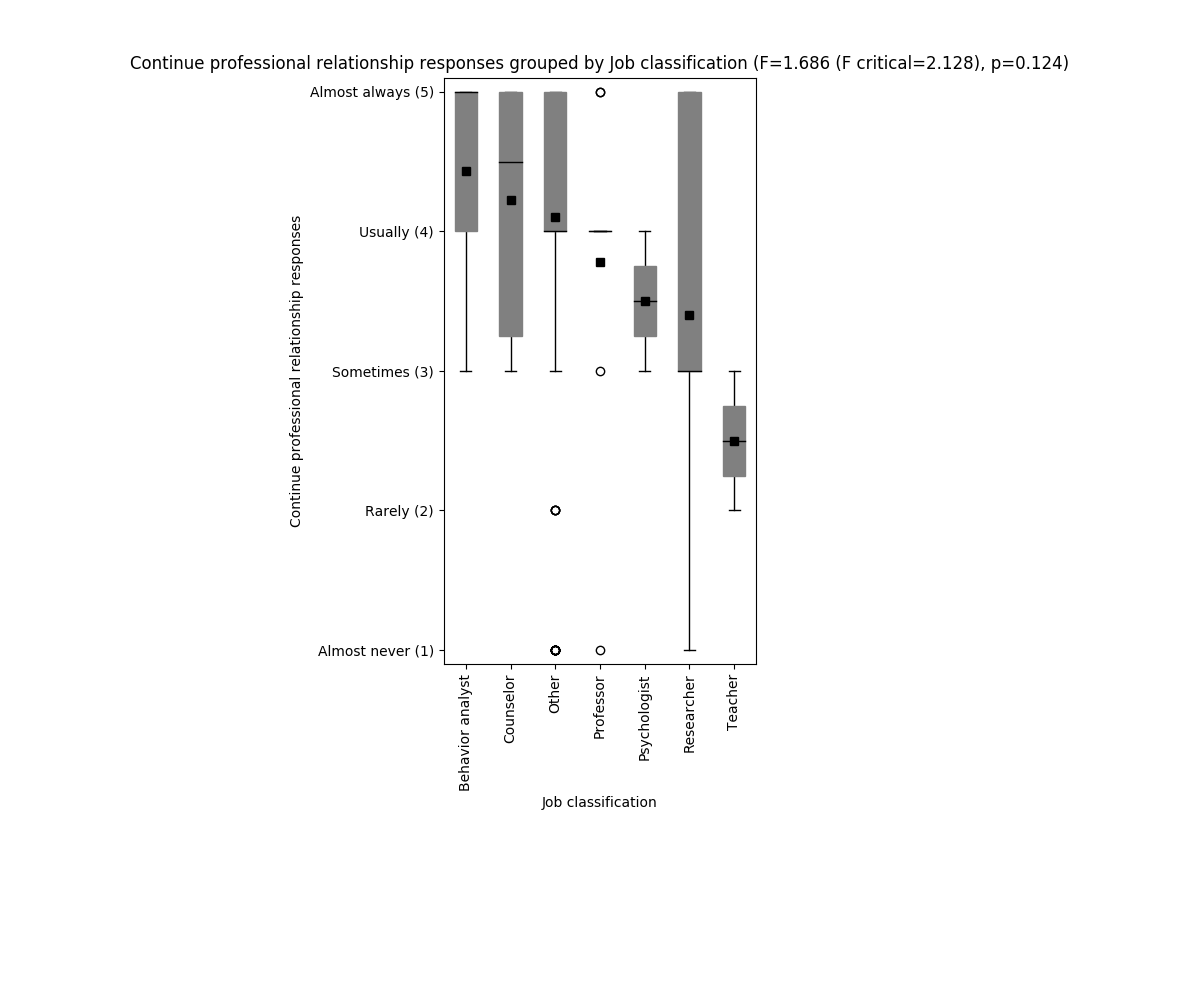 Continue professional relationship responses grouped by Job classification (F=1.686 (F critical=2.128), p=0.124)
Continue professional relationship responses
Almost always (5)
Usually (4)
Sometimes (3)
Rarely (2)
Almost never (1)
Behavior analyst
Counselor
Other
Professor
Psychologist
Researcher
Teacher
Job classification